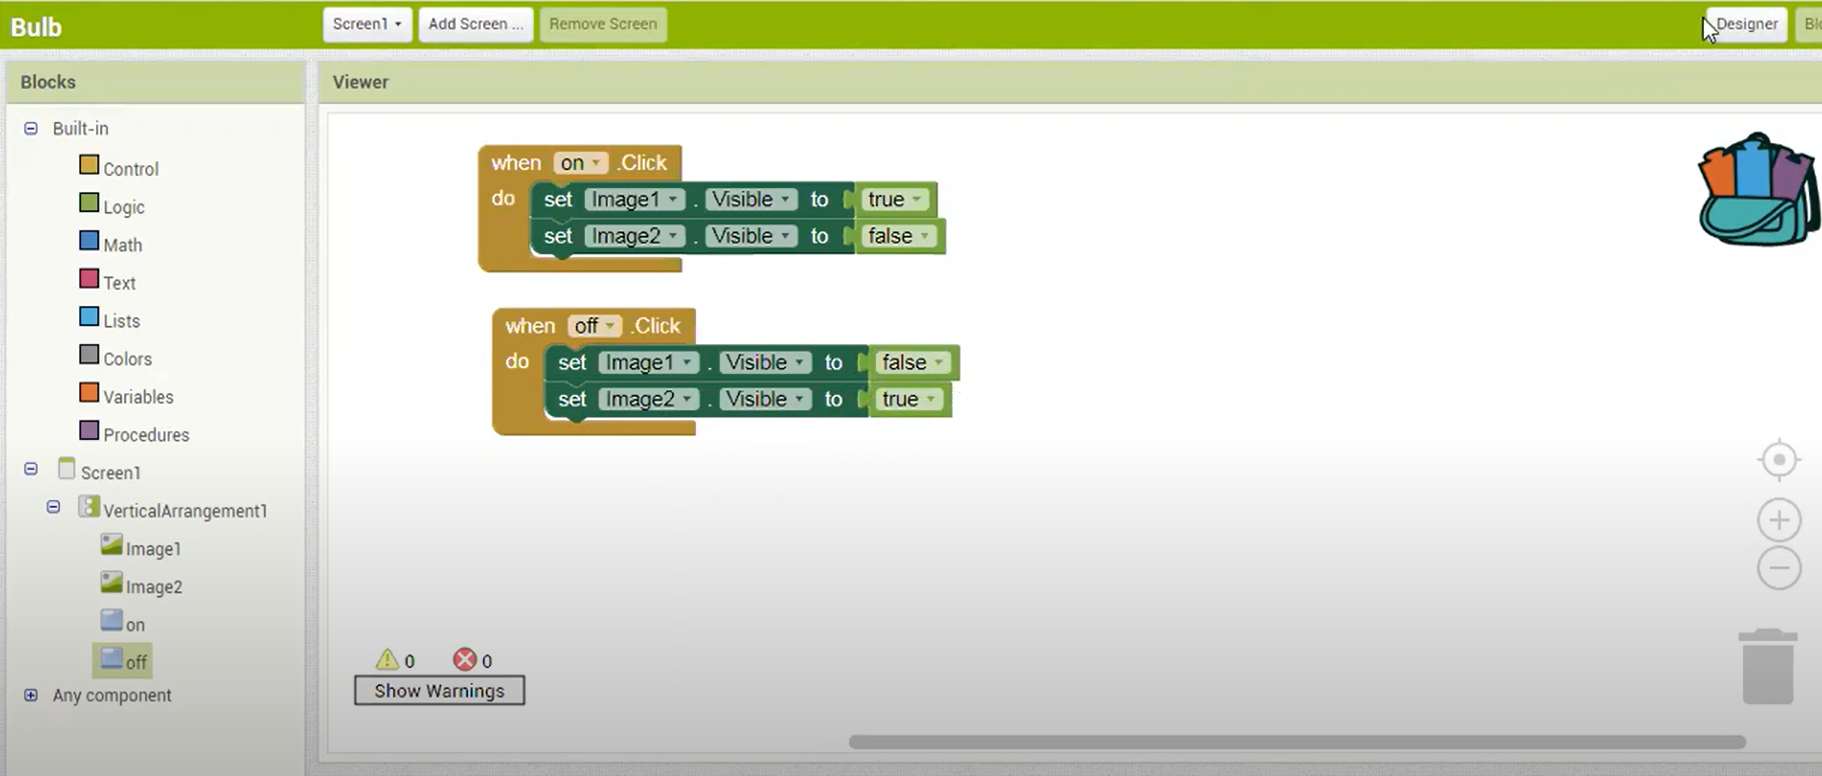 Bulb
Screen1
Add Screen ...
Remove Screen
Designer
Blocks
Viewer
Built-in
Control
Logic
Math
Text
Lists
Colors
Variables
Procedures
Screen1
VerticalArrangement1
Image1
Image2
on
off
Any component
when on .Click
do set Image1 . Visible to true
set Image2 . Visible to false
when off .Click
do set Image1 . Visible to false
set Image2 . Visible to true
0 0
Show Warnings